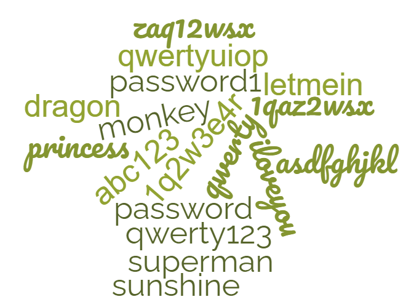 zaq12wsx
qwertyuiop
password1
letmein
dragon
monkey
1qaz2wsx
princess
abc123
1q2w3e4r
qwerty
iloveyou
asdfghjkl
password
qwerty123
superman
sunshine